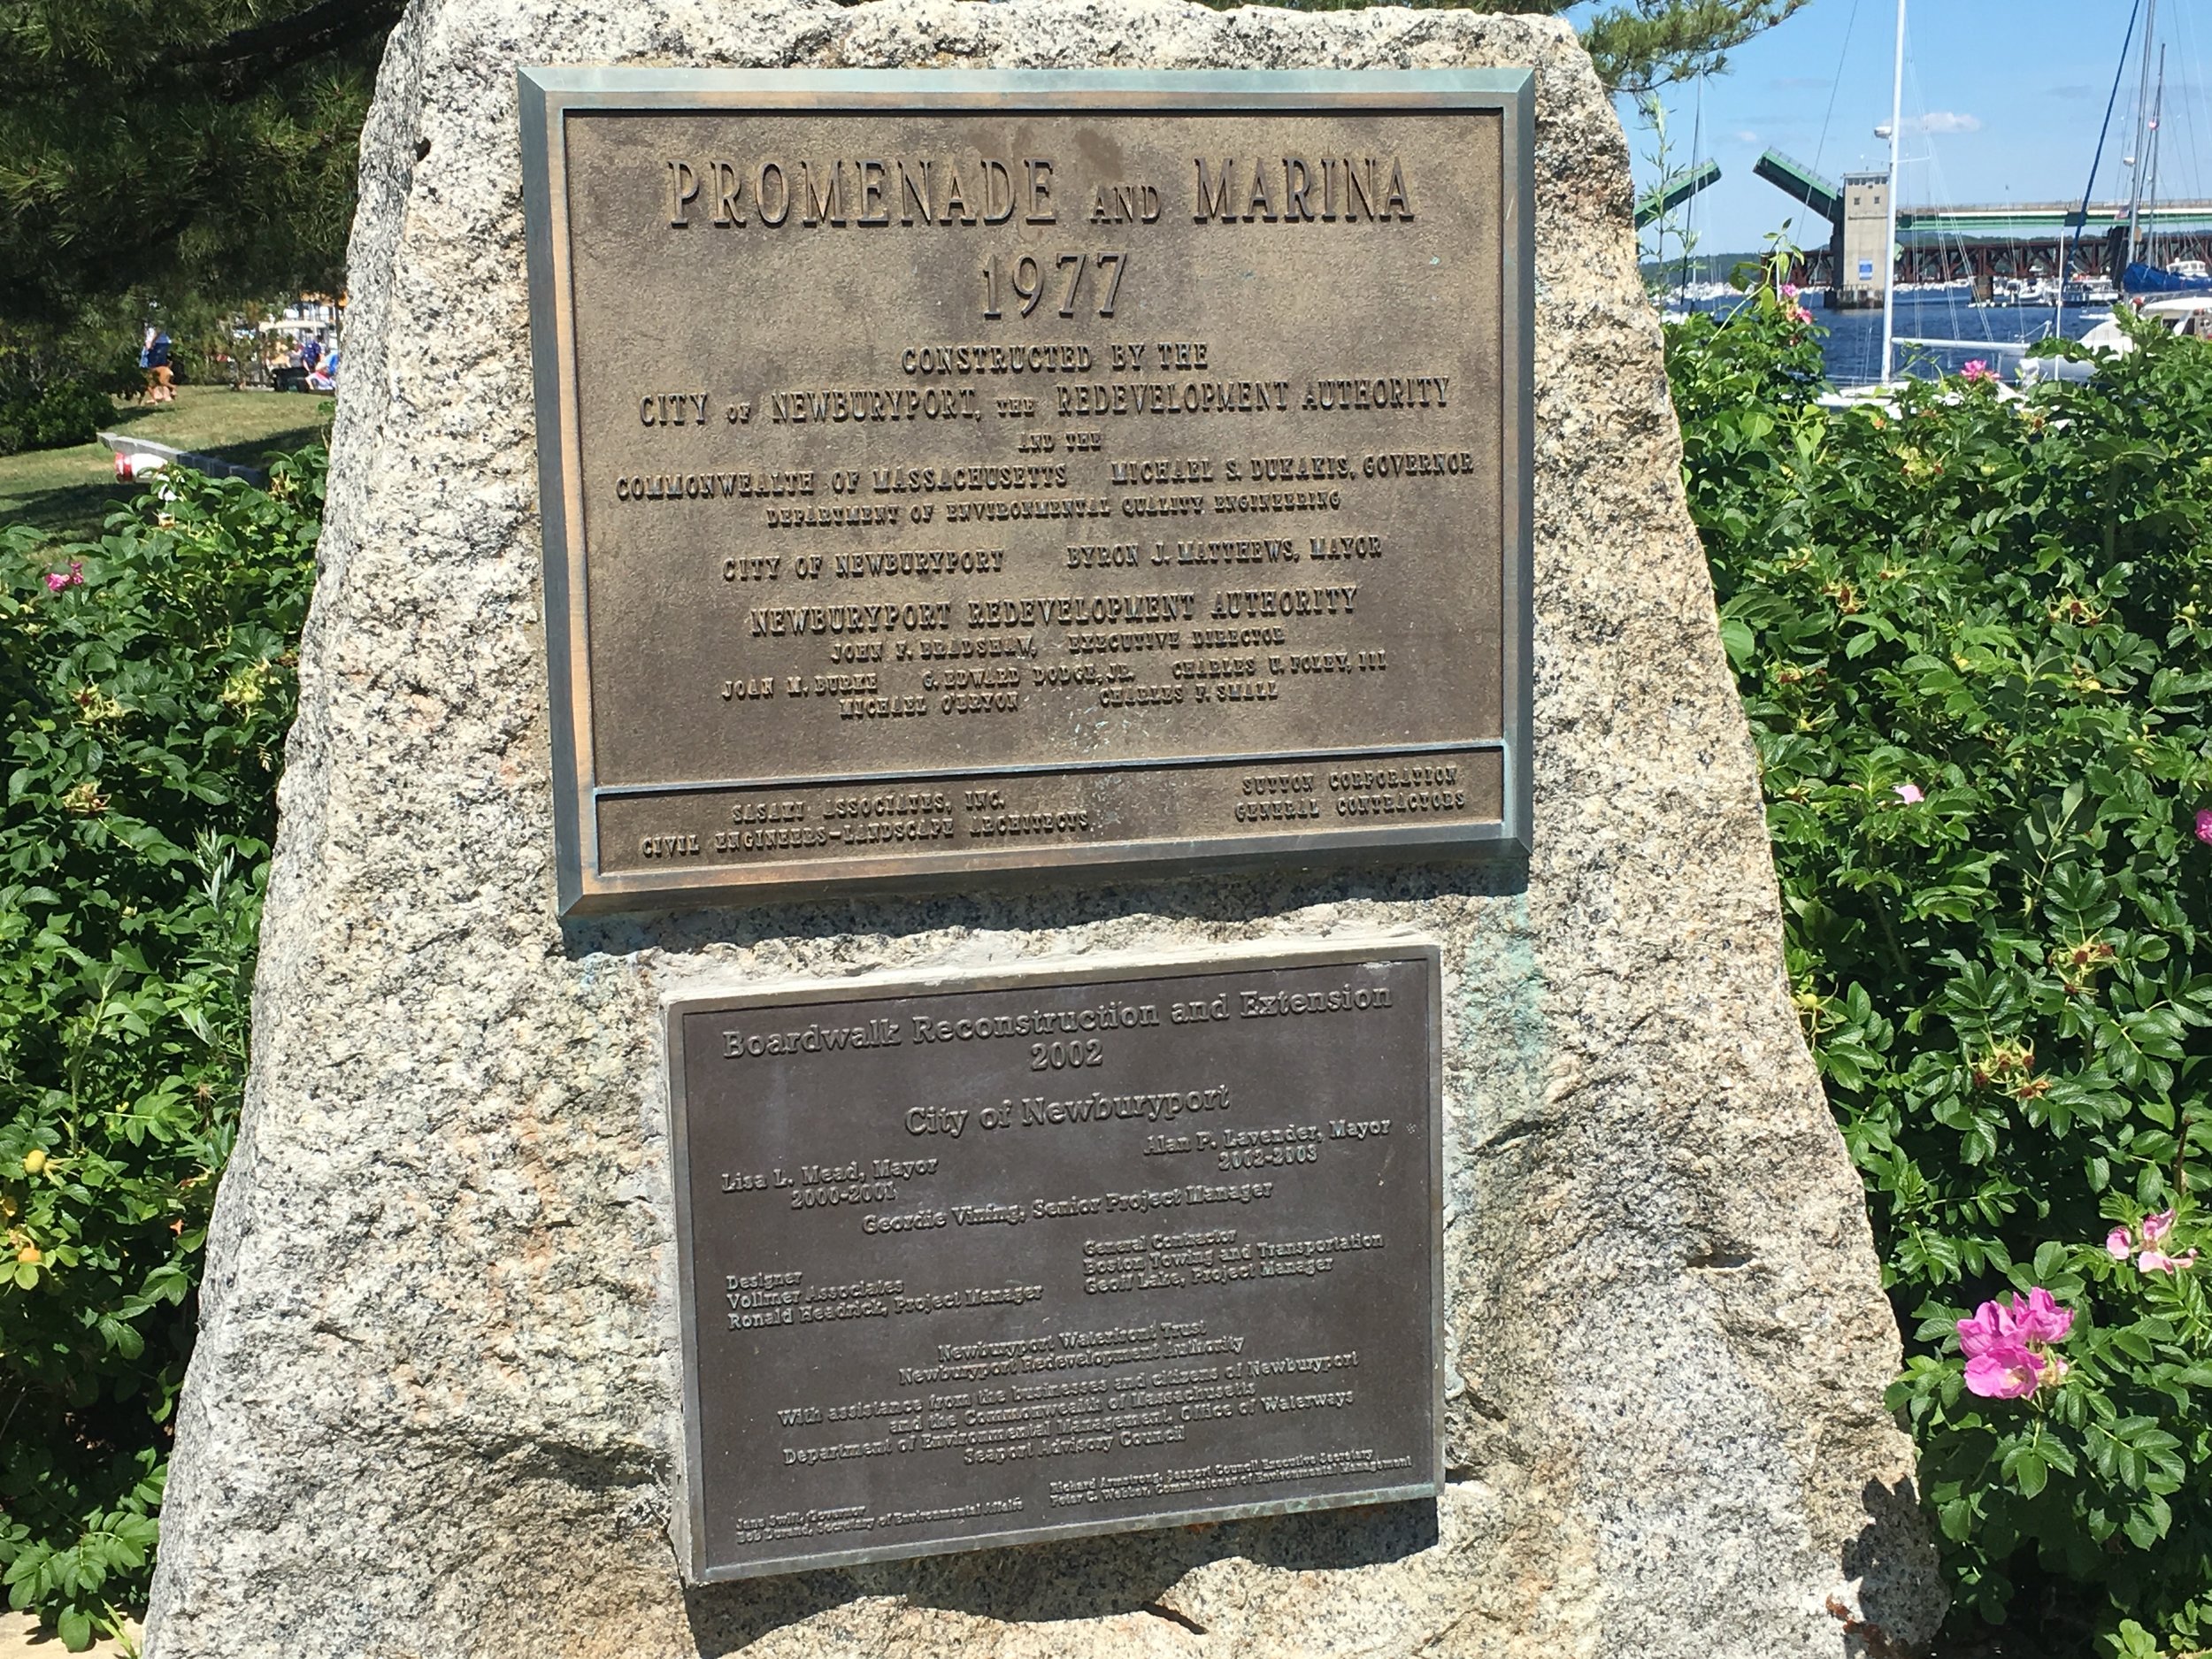 PROMENADE AND MARINA
1977
CONSTRUCTED BY THE
CITY OF NEWBURYPORT, THE REDEVELOPMENT AUTHORITY
AND THE
COMMONWEALTH OF MASSACHUSETTS MICHAEL S. DUKAKIS, GOVERNOR
DEPARTMENT OF ENVIRONMENTAL QUALITY ENGINEERING
CITY OF NEWBURYPORT BYRON J. MATTHEWS, MAYOR
NEWBURYPORT REDEVELOPMENT AUTHORITY
JOHN F. BRADSHAW, EXECUTIVE DIRECTOR
JOAN M. BURKE G. EDWARD DODGE, JR. CHARLES U. FOLEY, III
MICHAEL O'BRYON CHARLES F. SMALL
SASAKI ASSOCIATES, INC.
CIVIL ENGINEERS-LANDSCAPE ARCHITECTS
SUTTON CORPORATION
GENERAL CONTRACTORS
Boardwalk Reconstruction and Extension
2002
City of Newburyport
Lisa L. Mead, Mayor
2000-2001
Alan P. Lavender, Mayor
2002-2003
Geordie Vining, Senior Project Manager
Designer
Vollmer Associates
Ronald Headrick, Project Manager
General Contractor
Boston Towing and Transportation
Geoff Lake, Project Manager
Newburyport Waterfront Trust
Newburyport Redevelopment Authority
With assistance from the businesses and citizens of Newburyport
and the Commonwealth of Massachusetts
Department of Environmental Management, Office of Waterways
Seaport Advisory Council
Jane Swift, Governor
Bob Durand, Secretary of Environmental Affairs
Richard Armstrong, Seaport Council Executive Secretary
Peter C. Webber, Commissioner of Environmental Management